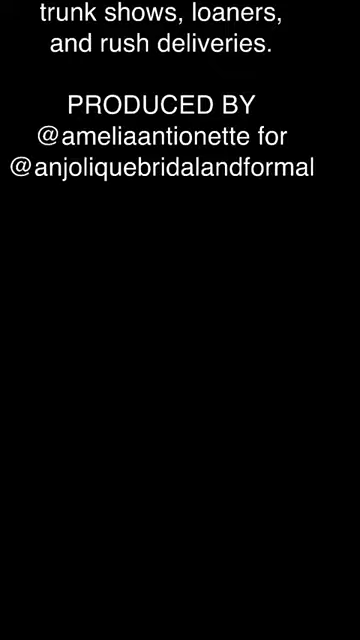 trunk shows, loaners,
and rush deliveries.
PRODUCED BY
@ameliaantionette for
@anjoliquebridalandformal